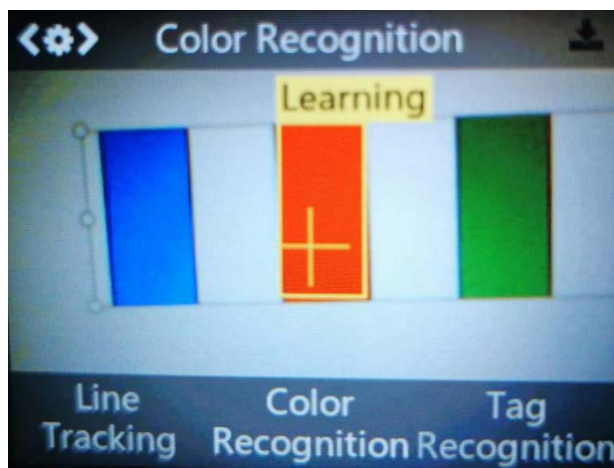 Color Recognition
Learning
Line
Tracking
Color
Recognition
Tag
Recognition